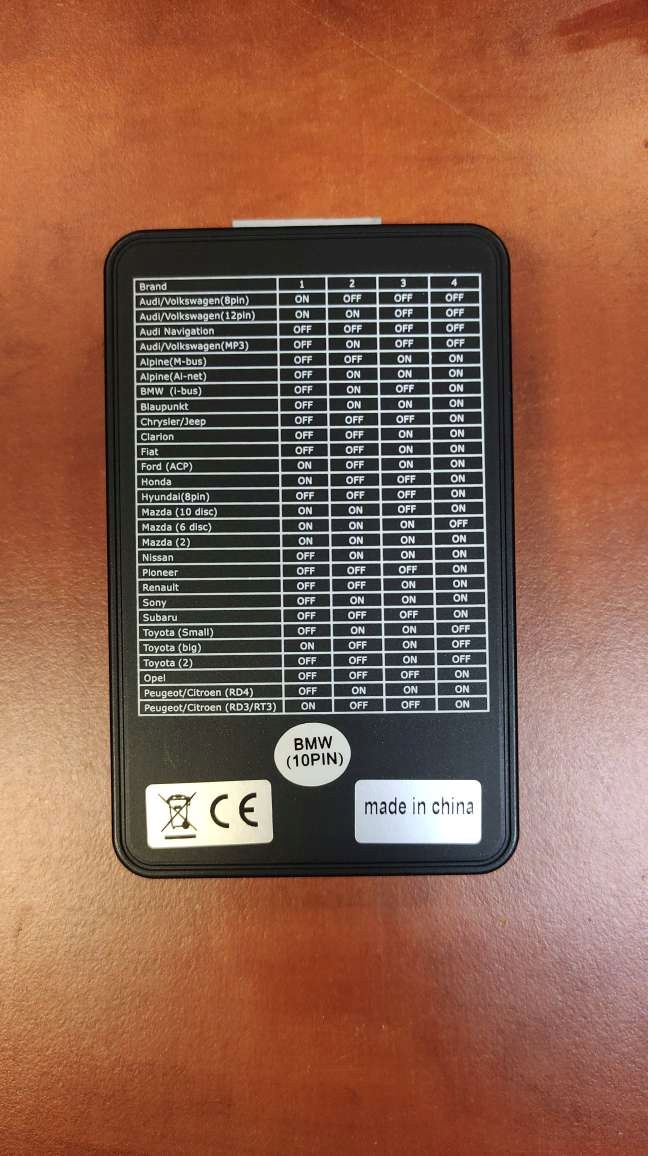 Brand 1 2 3 4
Audi/Volkswagen(8pin) ON OFF OFF OFF
Audi/Volkswagen(12pin) ON ON OFF OFF
Audi Navigation OFF OFF OFF OFF
Audi/Volkswagen(MP3) OFF ON OFF OFF
Alpine(M-bus) OFF OFF ON ON
Alpine(Ai-net) OFF ON ON ON
BMW (i-bus) OFF ON OFF ON
Blaupunkt OFF ON ON ON
Chrysler/Jeep OFF OFF OFF ON
Clarion OFF OFF ON ON
Fiat OFF OFF ON ON
Ford (ACP) ON OFF ON ON
Honda ON OFF OFF ON
Hyundai(8pin) OFF OFF OFF ON
Mazda (10 disc) ON ON OFF ON
Mazda (6 disc) ON ON ON OFF
Mazda (2) ON ON ON ON
Nissan OFF ON ON ON
Pioneer OFF OFF OFF ON
Renault OFF OFF ON ON
Sony OFF ON ON ON
Subaru OFF OFF OFF ON
Toyota (Small) OFF ON ON OFF
Toyota (big) ON OFF ON OFF
Toyota (2) OFF OFF ON OFF
Opel OFF OFF OFF ON
Peugeot/Citroen (RD4) OFF ON ON ON
Peugeot/Citroen (RD3/RT3) ON OFF OFF ON
BMW
(10PIN)
CE
made in china